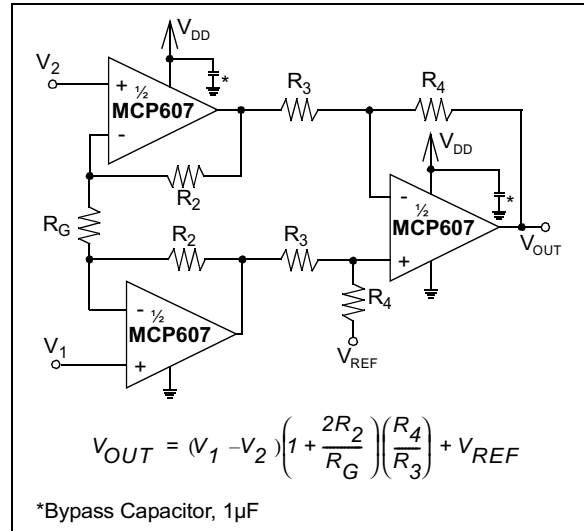 V_DD
V_2
*
R_3
R_4
+
½
MCP607
-
V_DD
R_2
*
R_G
-
½
MCP607
R_2
R_3
V_OUT
+
-
½
MCP607
R_4
V_1
+
V_REF
V_OUT = (V_1 – V_2)(1 + 2R_2/R_G)(R_4/R_3) + V_REF
*Bypass Capacitor, 1µF